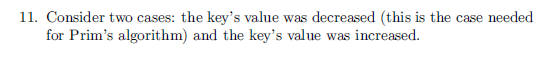 11. Consider two cases: the key's value was decreased (this is the case needed
for Prim's algorithm) and the key's value was increased.